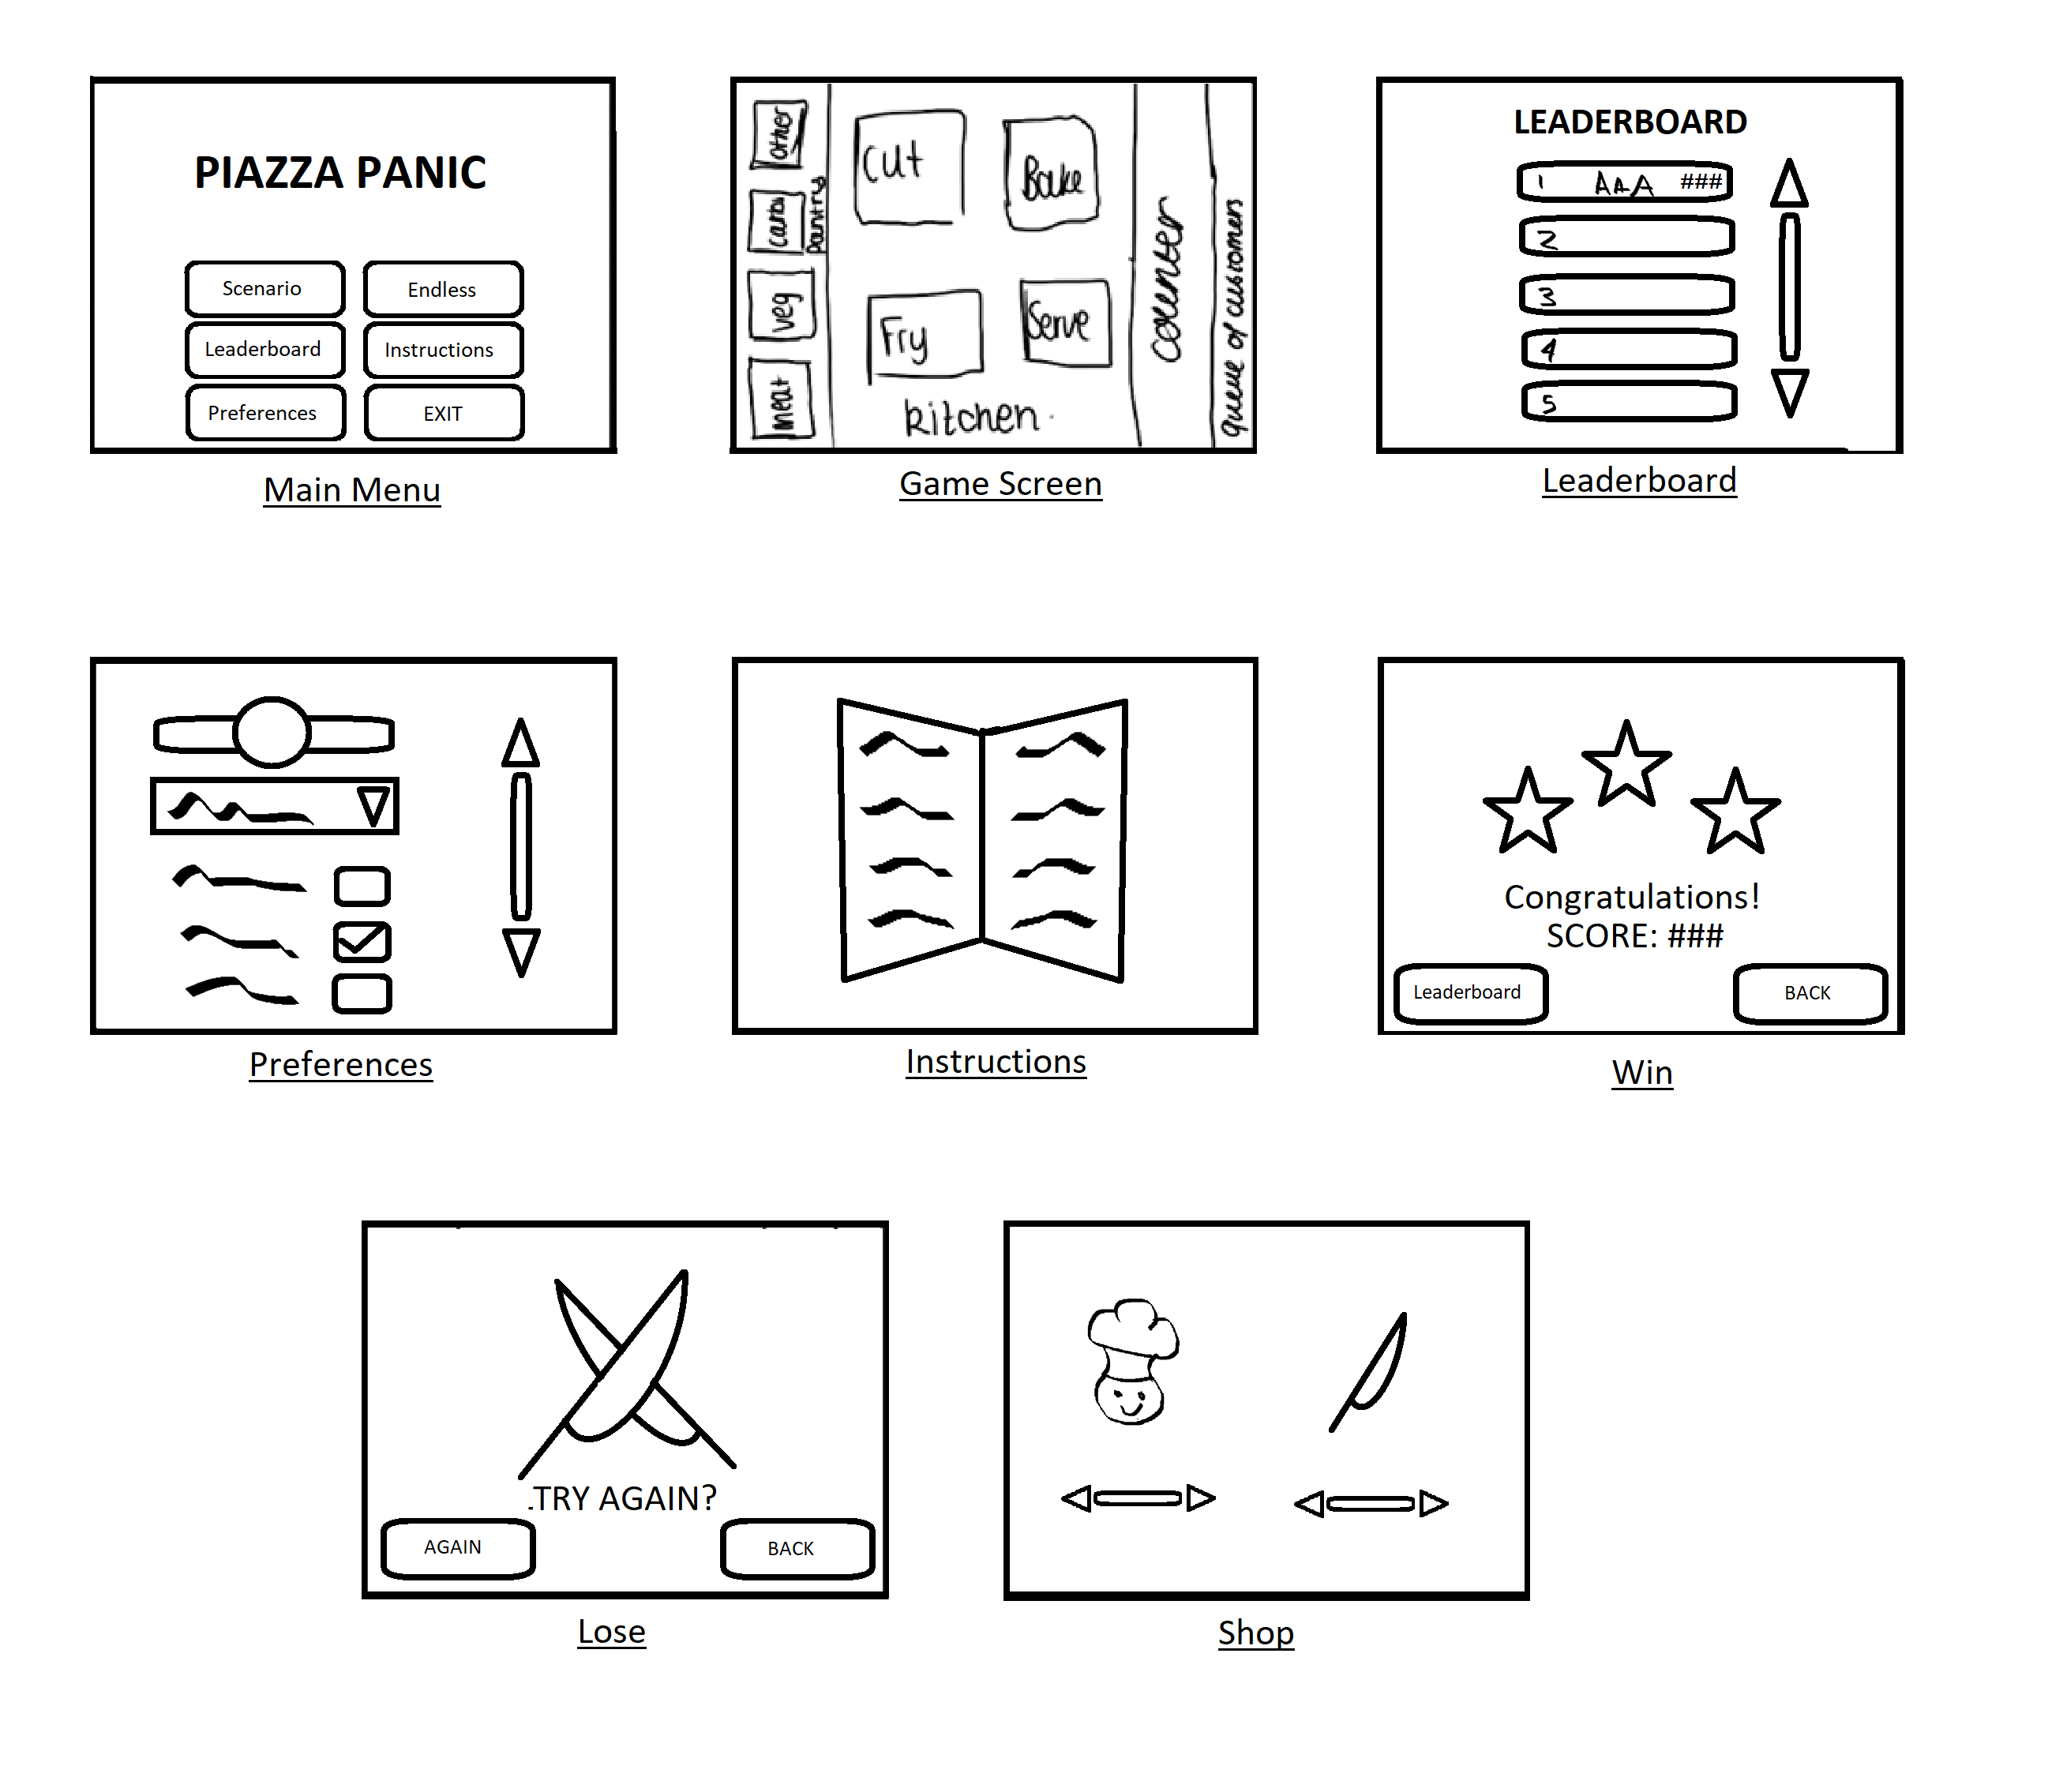 PIAZZA PANIC
Scenario
Endless
Leaderboard
Instructions
Preferences
EXIT
Main Menu
Other
Carbs
veg
meat
Pantry
Cut
Bake
Fry
Serve
kitchen
counter
queue of customers
Game Screen
LEADERBOARD
1 AAA ###
2
3
4
5
Leaderboard
Preferences
Instructions
Congratulations!
SCORE: ###
Leaderboard
BACK
Win
TRY AGAIN?
AGAIN
BACK
Lose
Shop